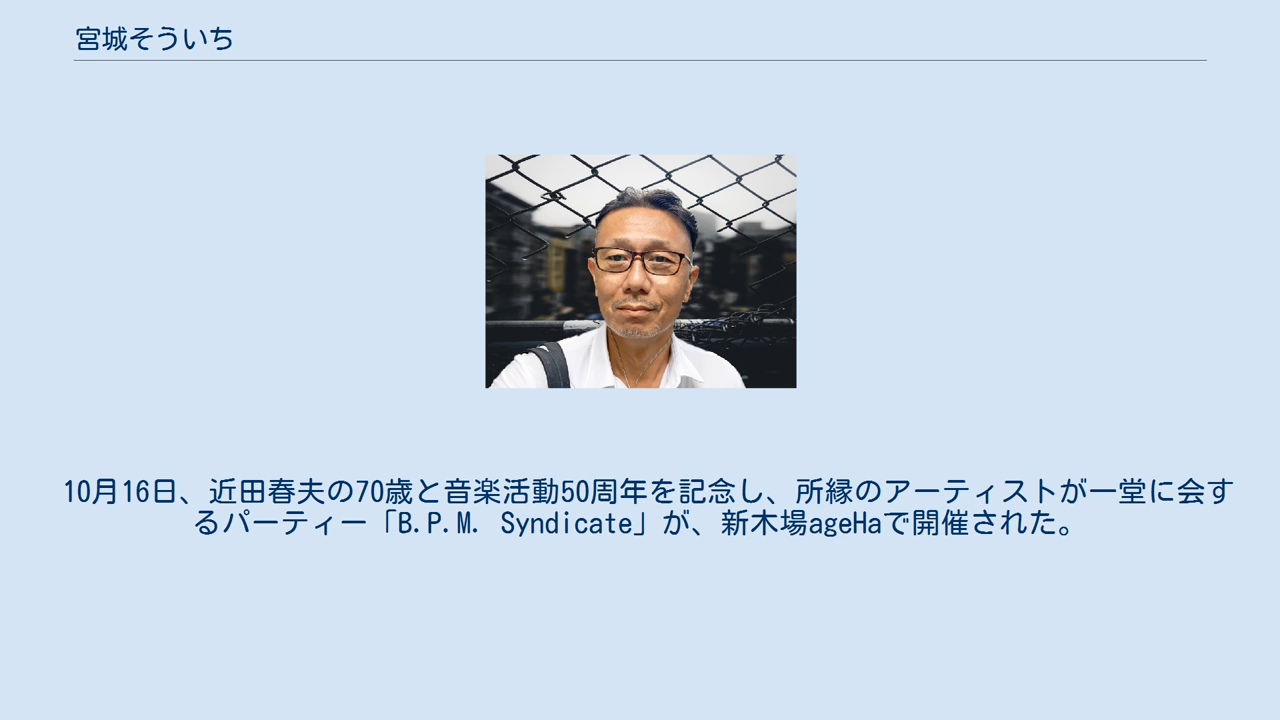 宮城そういち
10月16日、近田春夫の70歳と音楽活動50周年を記念し、所縁のアーティストが一堂に会す
るパーティー「B.P.M. Syndicate」が、新木場ageHaで開催された。